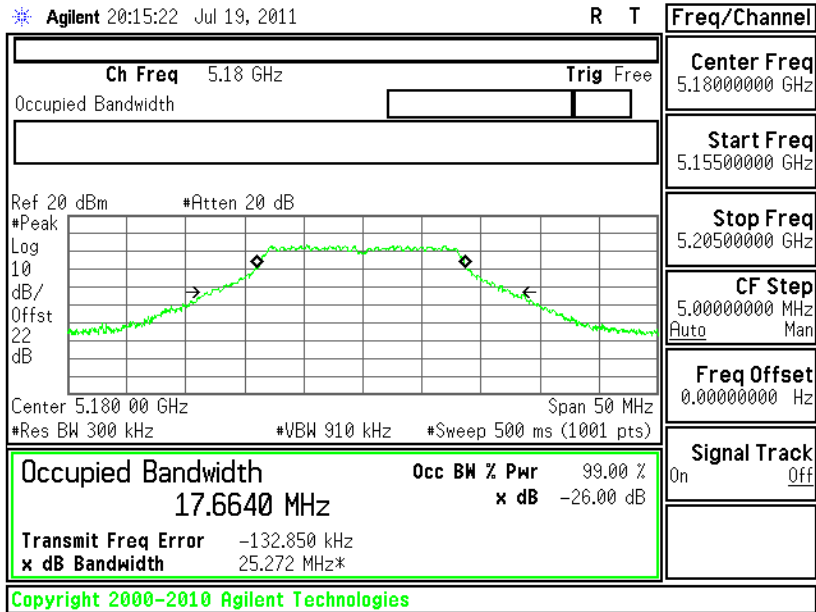 Agilent 20:15:22 Jul 19, 2011 R T
Freq/Channel
Ch Freq 5.18 GHz Trig Free
Occupied Bandwidth
Center Freq
5.18000000 GHz
Start Freq
5.15500000 GHz
Stop Freq
5.20500000 GHz
CF Step
5.00000000 MHz
Auto Man
Freq Offset
0.00000000 Hz
Signal Track
On Off
Ref 20 dBm #Atten 20 dB
#Peak
Log
10
dB/
Offst
22
dB
Center 5.180 00 GHz Span 50 MHz
#Res BW 300 kHz #VBW 910 kHz #Sweep 500 ms (1001 pts)
Occupied Bandwidth Occ BW % Pwr 99.00 %
17.6640 MHz x dB -26.00 dB
Transmit Freq Error -132.850 kHz
x dB Bandwidth 25.272 MHz*
Copyright 2000-2010 Agilent Technologies